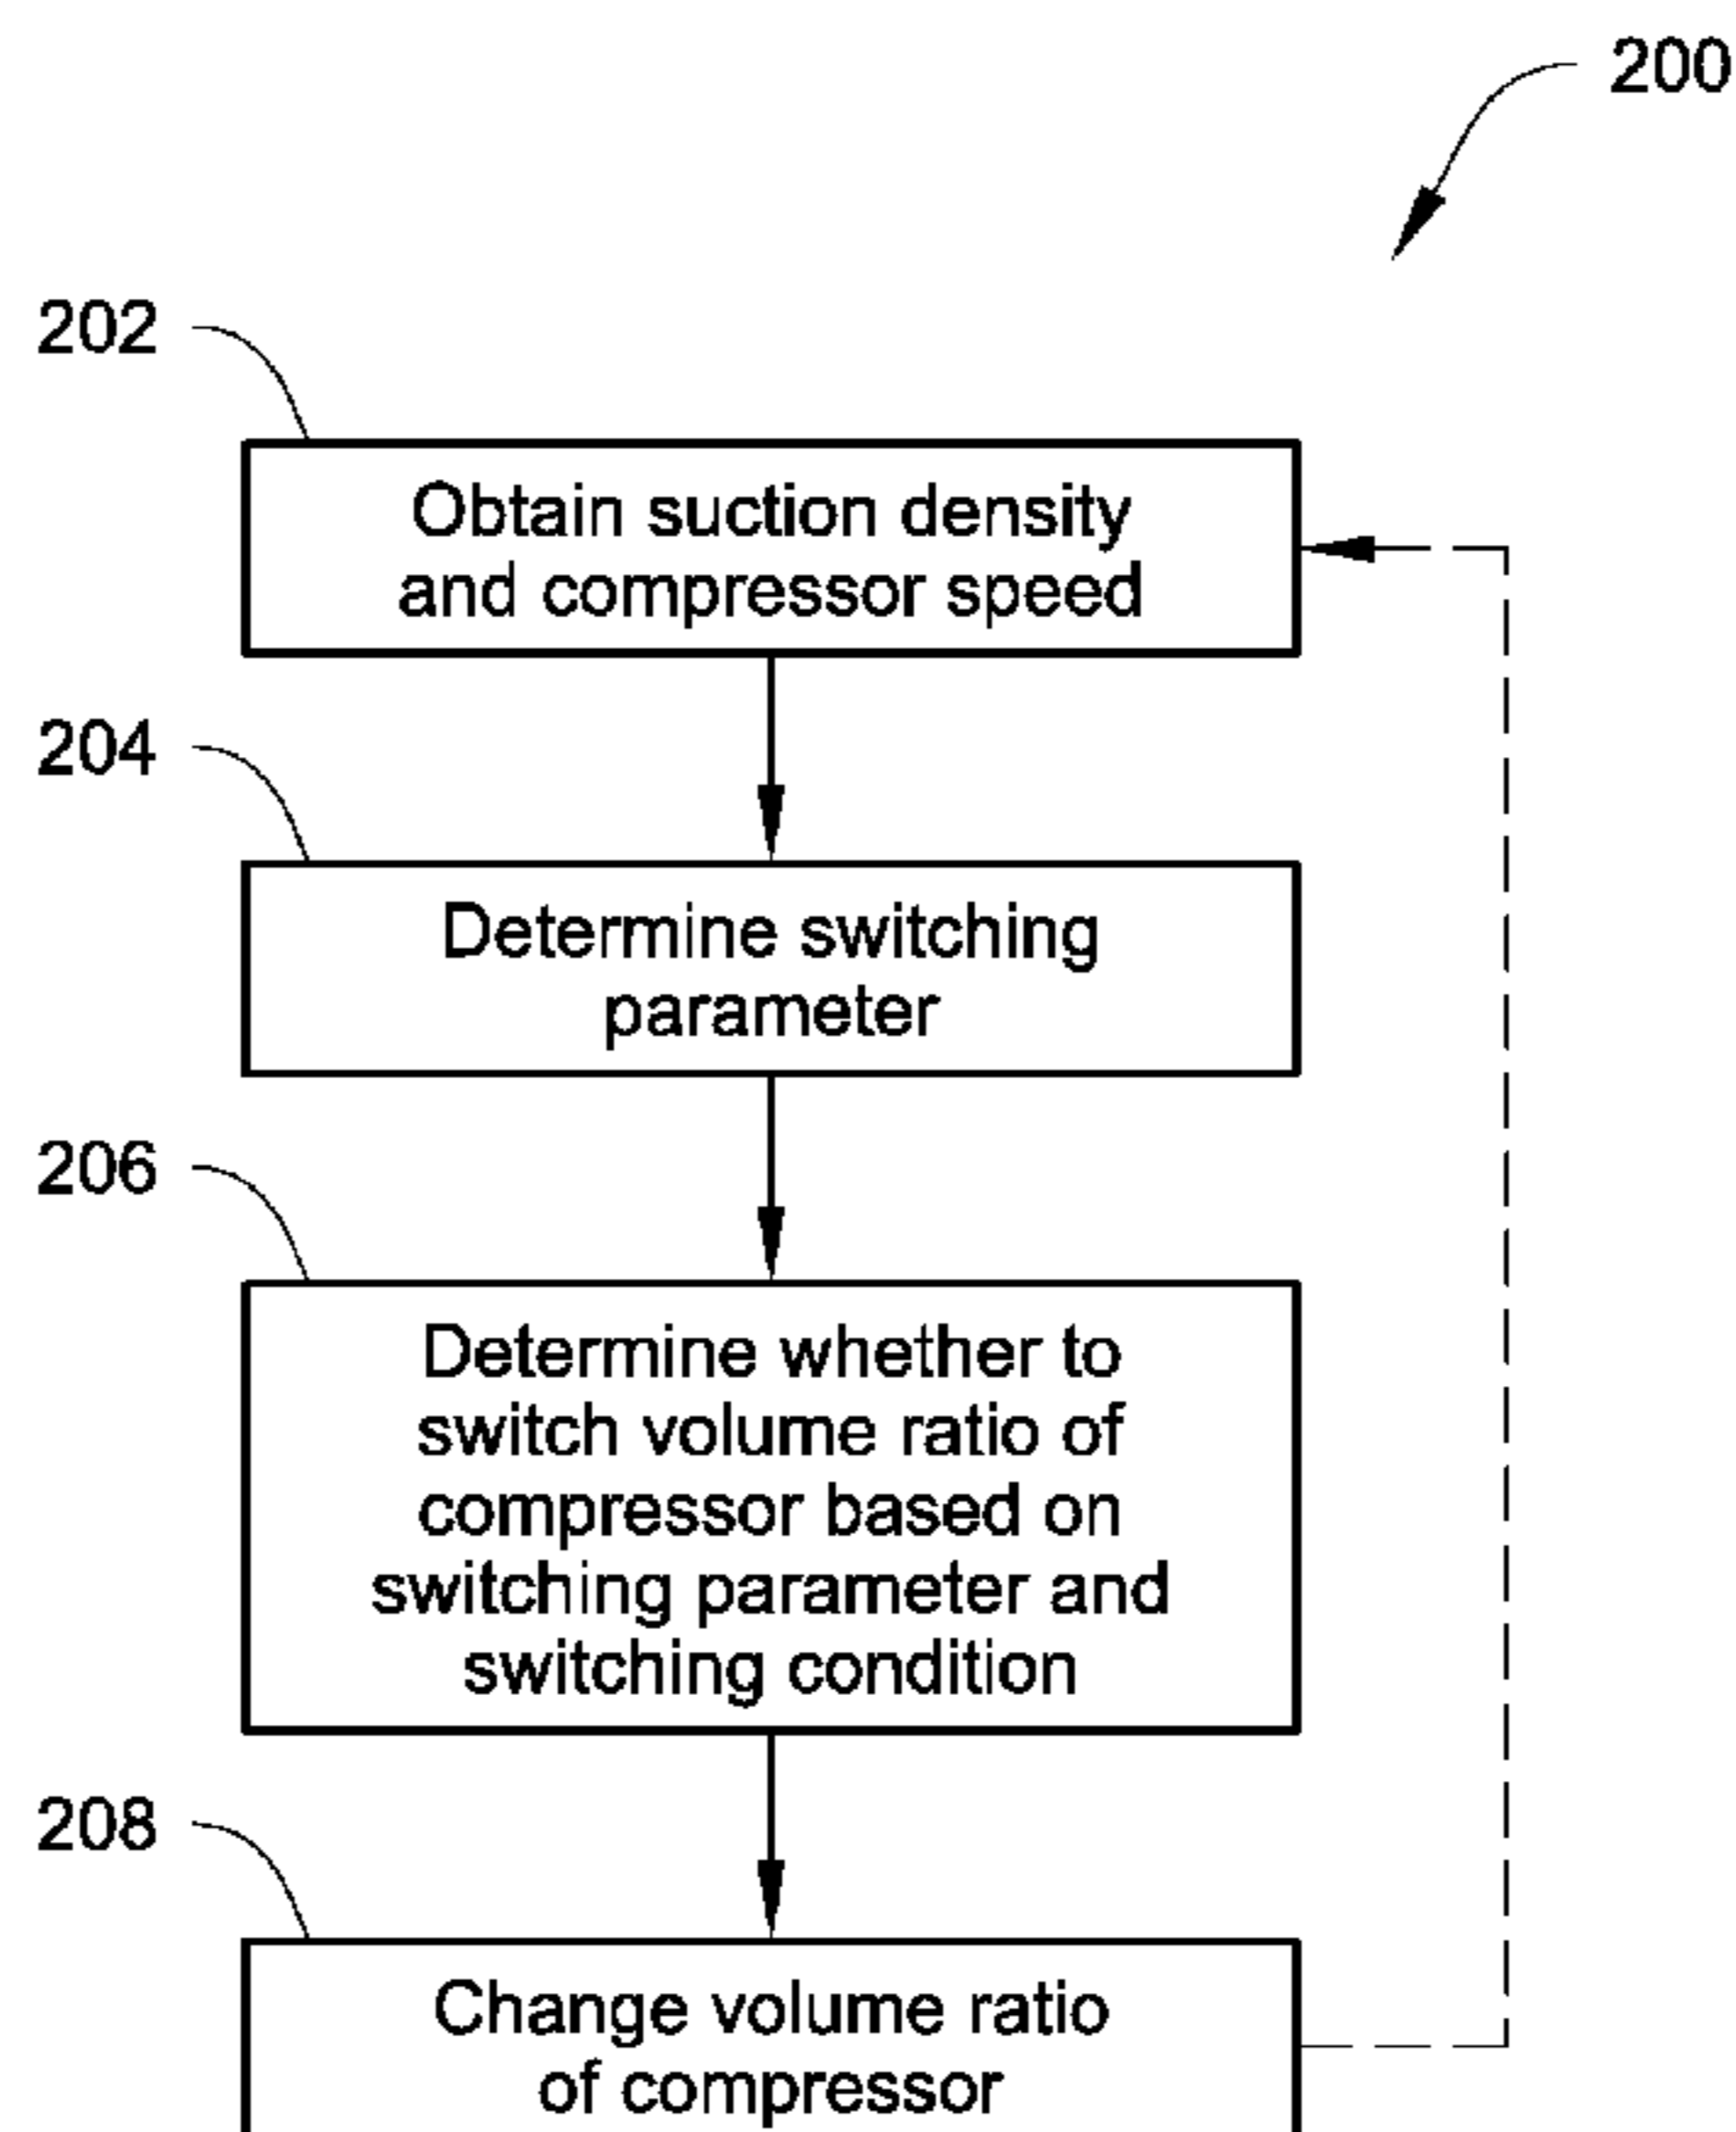 200
202
Obtain suction density
and compressor speed
204
Determine switching
parameter
206
Determine whether to
switch volume ratio of
compressor based on
switching parameter and
switching condition
208
Change volume ratio
of compressor